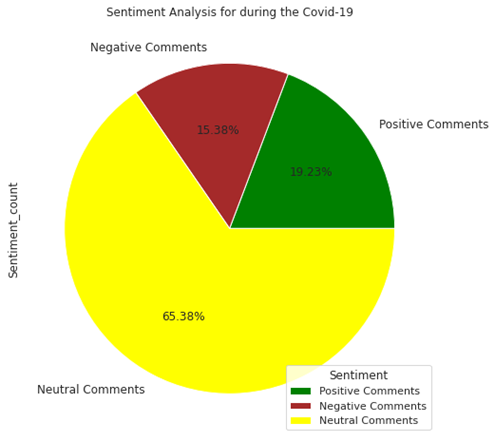 Sentiment Analysis for during the Covid-19
Negative Comments
Positive Comments
15.38%
19.23%
Sentiment_count
65.38%
Neutral Comments
Sentiment
Positive Comments
Negative Comments
Neutral Comments